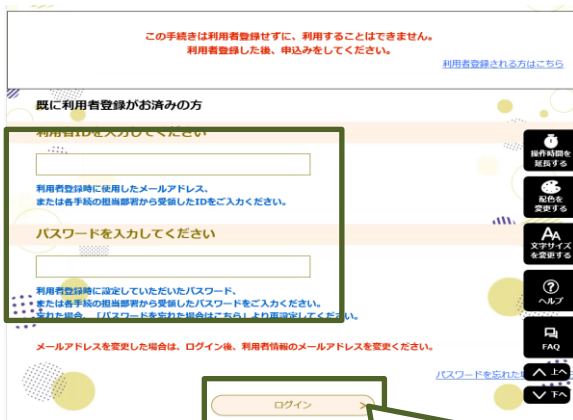 この手続きは利用者登録せずに、利用することはできません。
利用者登録した後、申込みをしてください。
利用者登録される方はこちら
既に利用者登録がお済みの方
利用者IDを入力してください
利用者登録時に使用したメールアドレス、
または各手続の担当部署から受領したIDをご入力ください。
パスワードを入力してください
利用者登録時に設定していただいたパスワード、
または各手続の担当部署から受領したパスワードをご入力ください。
忘れた場合、「パスワードを忘れた場合はこちら」より再設定してください。
メールアドレスを変更した場合は、ログイン後、利用者情報のメールアドレスを変更ください。
パスワードを忘れた
ログイン
操作時間を
延長する
配色を
変更する
AA
文字サイズ
を変更する
?
ヘルプ
FAQ
上へ
下へ